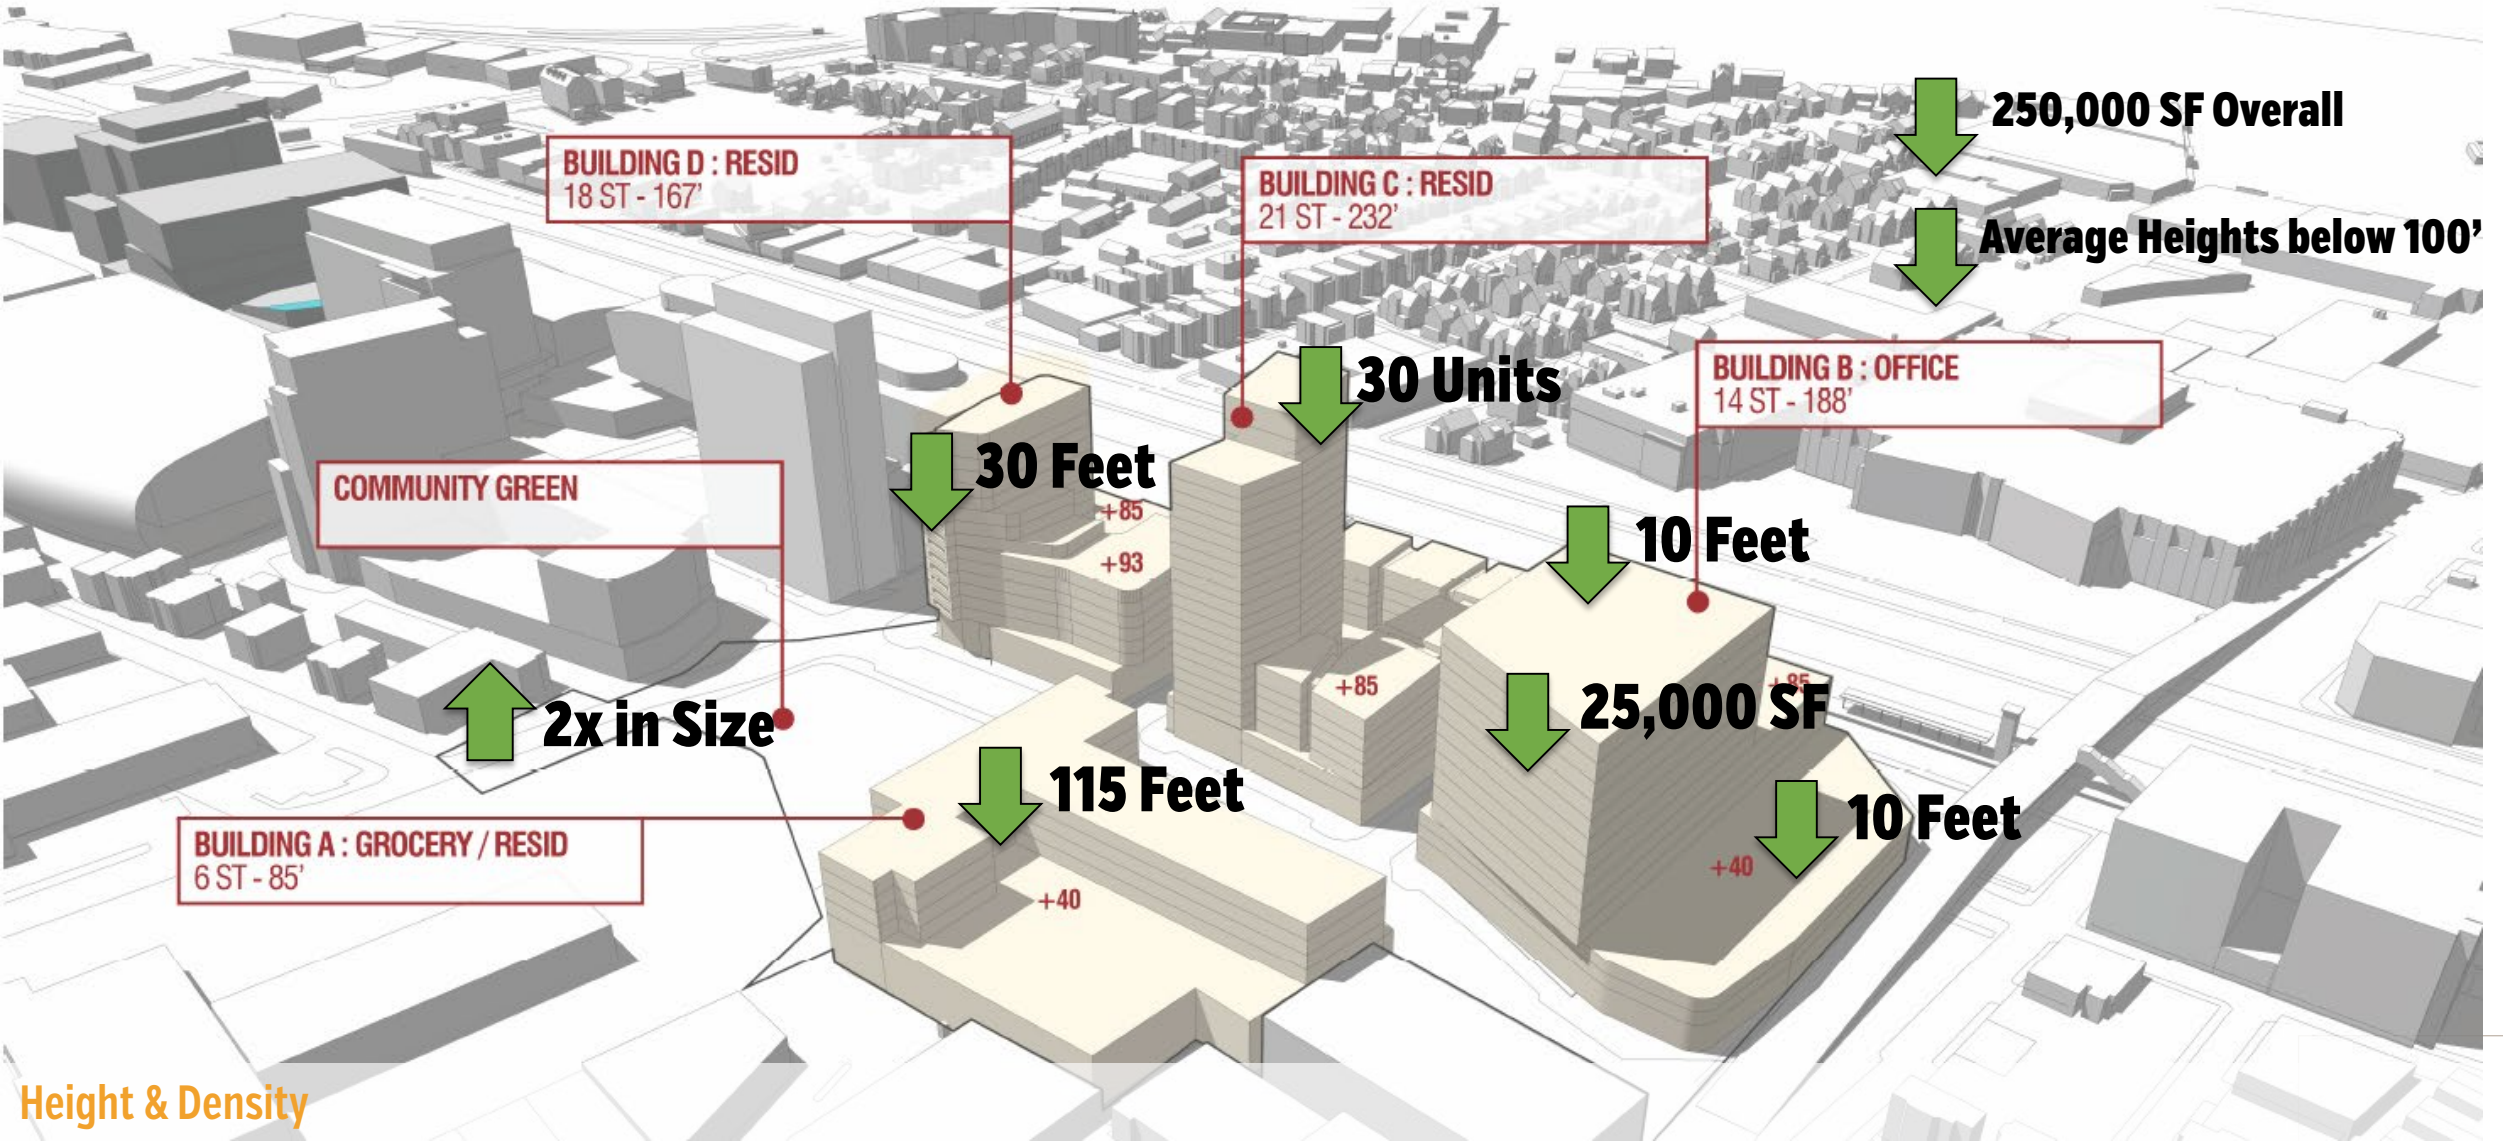 250,000 SF Overall
BUILDING D : RESID
18 ST - 167’
BUILDING C : RESID
21 ST - 232’
Average Heights below 100’
BUILDING B : OFFICE
14 ST - 188’
30 Units
30 Feet
COMMUNITY GREEN
+85
10 Feet
+93
+85
+85
25,000 SF
2x in Size
115 Feet
10 Feet
BUILDING A : GROCERY / RESID
6 ST - 85’
+40
+40
Height & Density